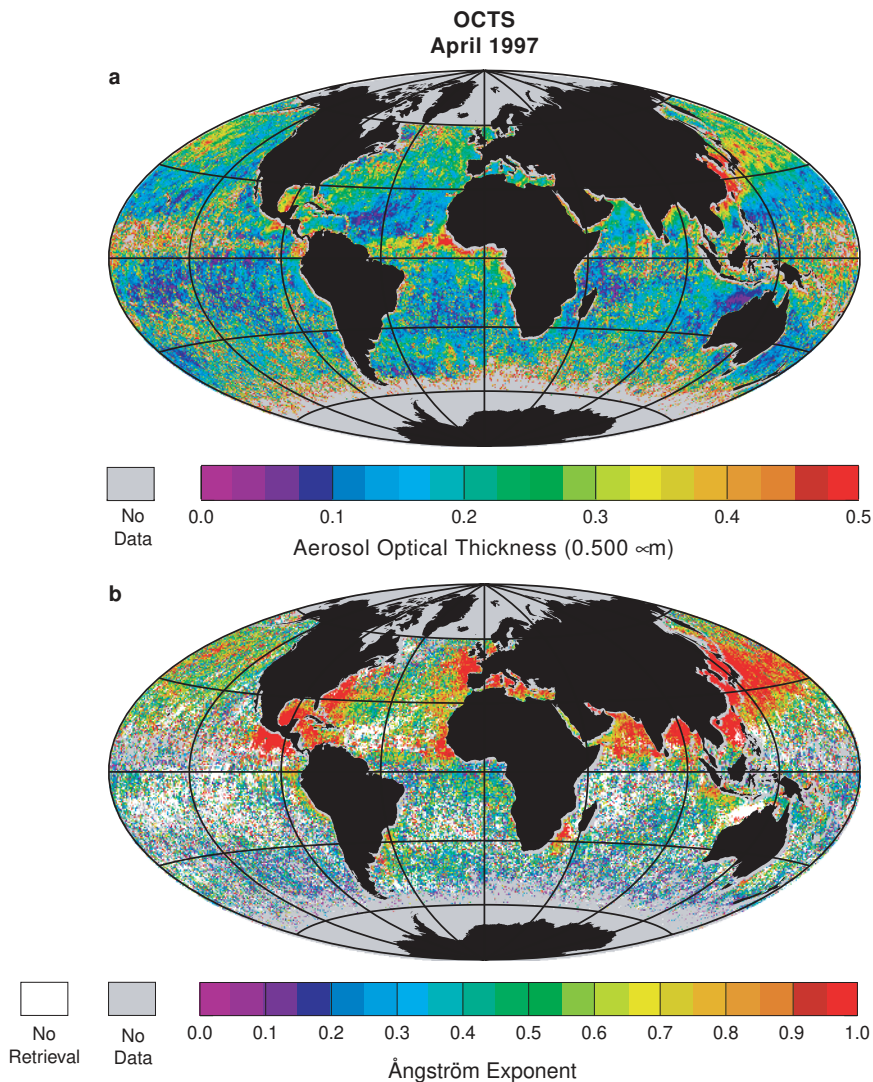 OCTS
April 1997
a
No
Data
0.0 0.1 0.2 0.3 0.4 0.5
Aerosol Optical Thickness (0.500 ∝m)
b
No
Retrieval
No
Data
0.0 0.1 0.2 0.3 0.4 0.5 0.6 0.7 0.8 0.9 1.0
Ångström Exponent